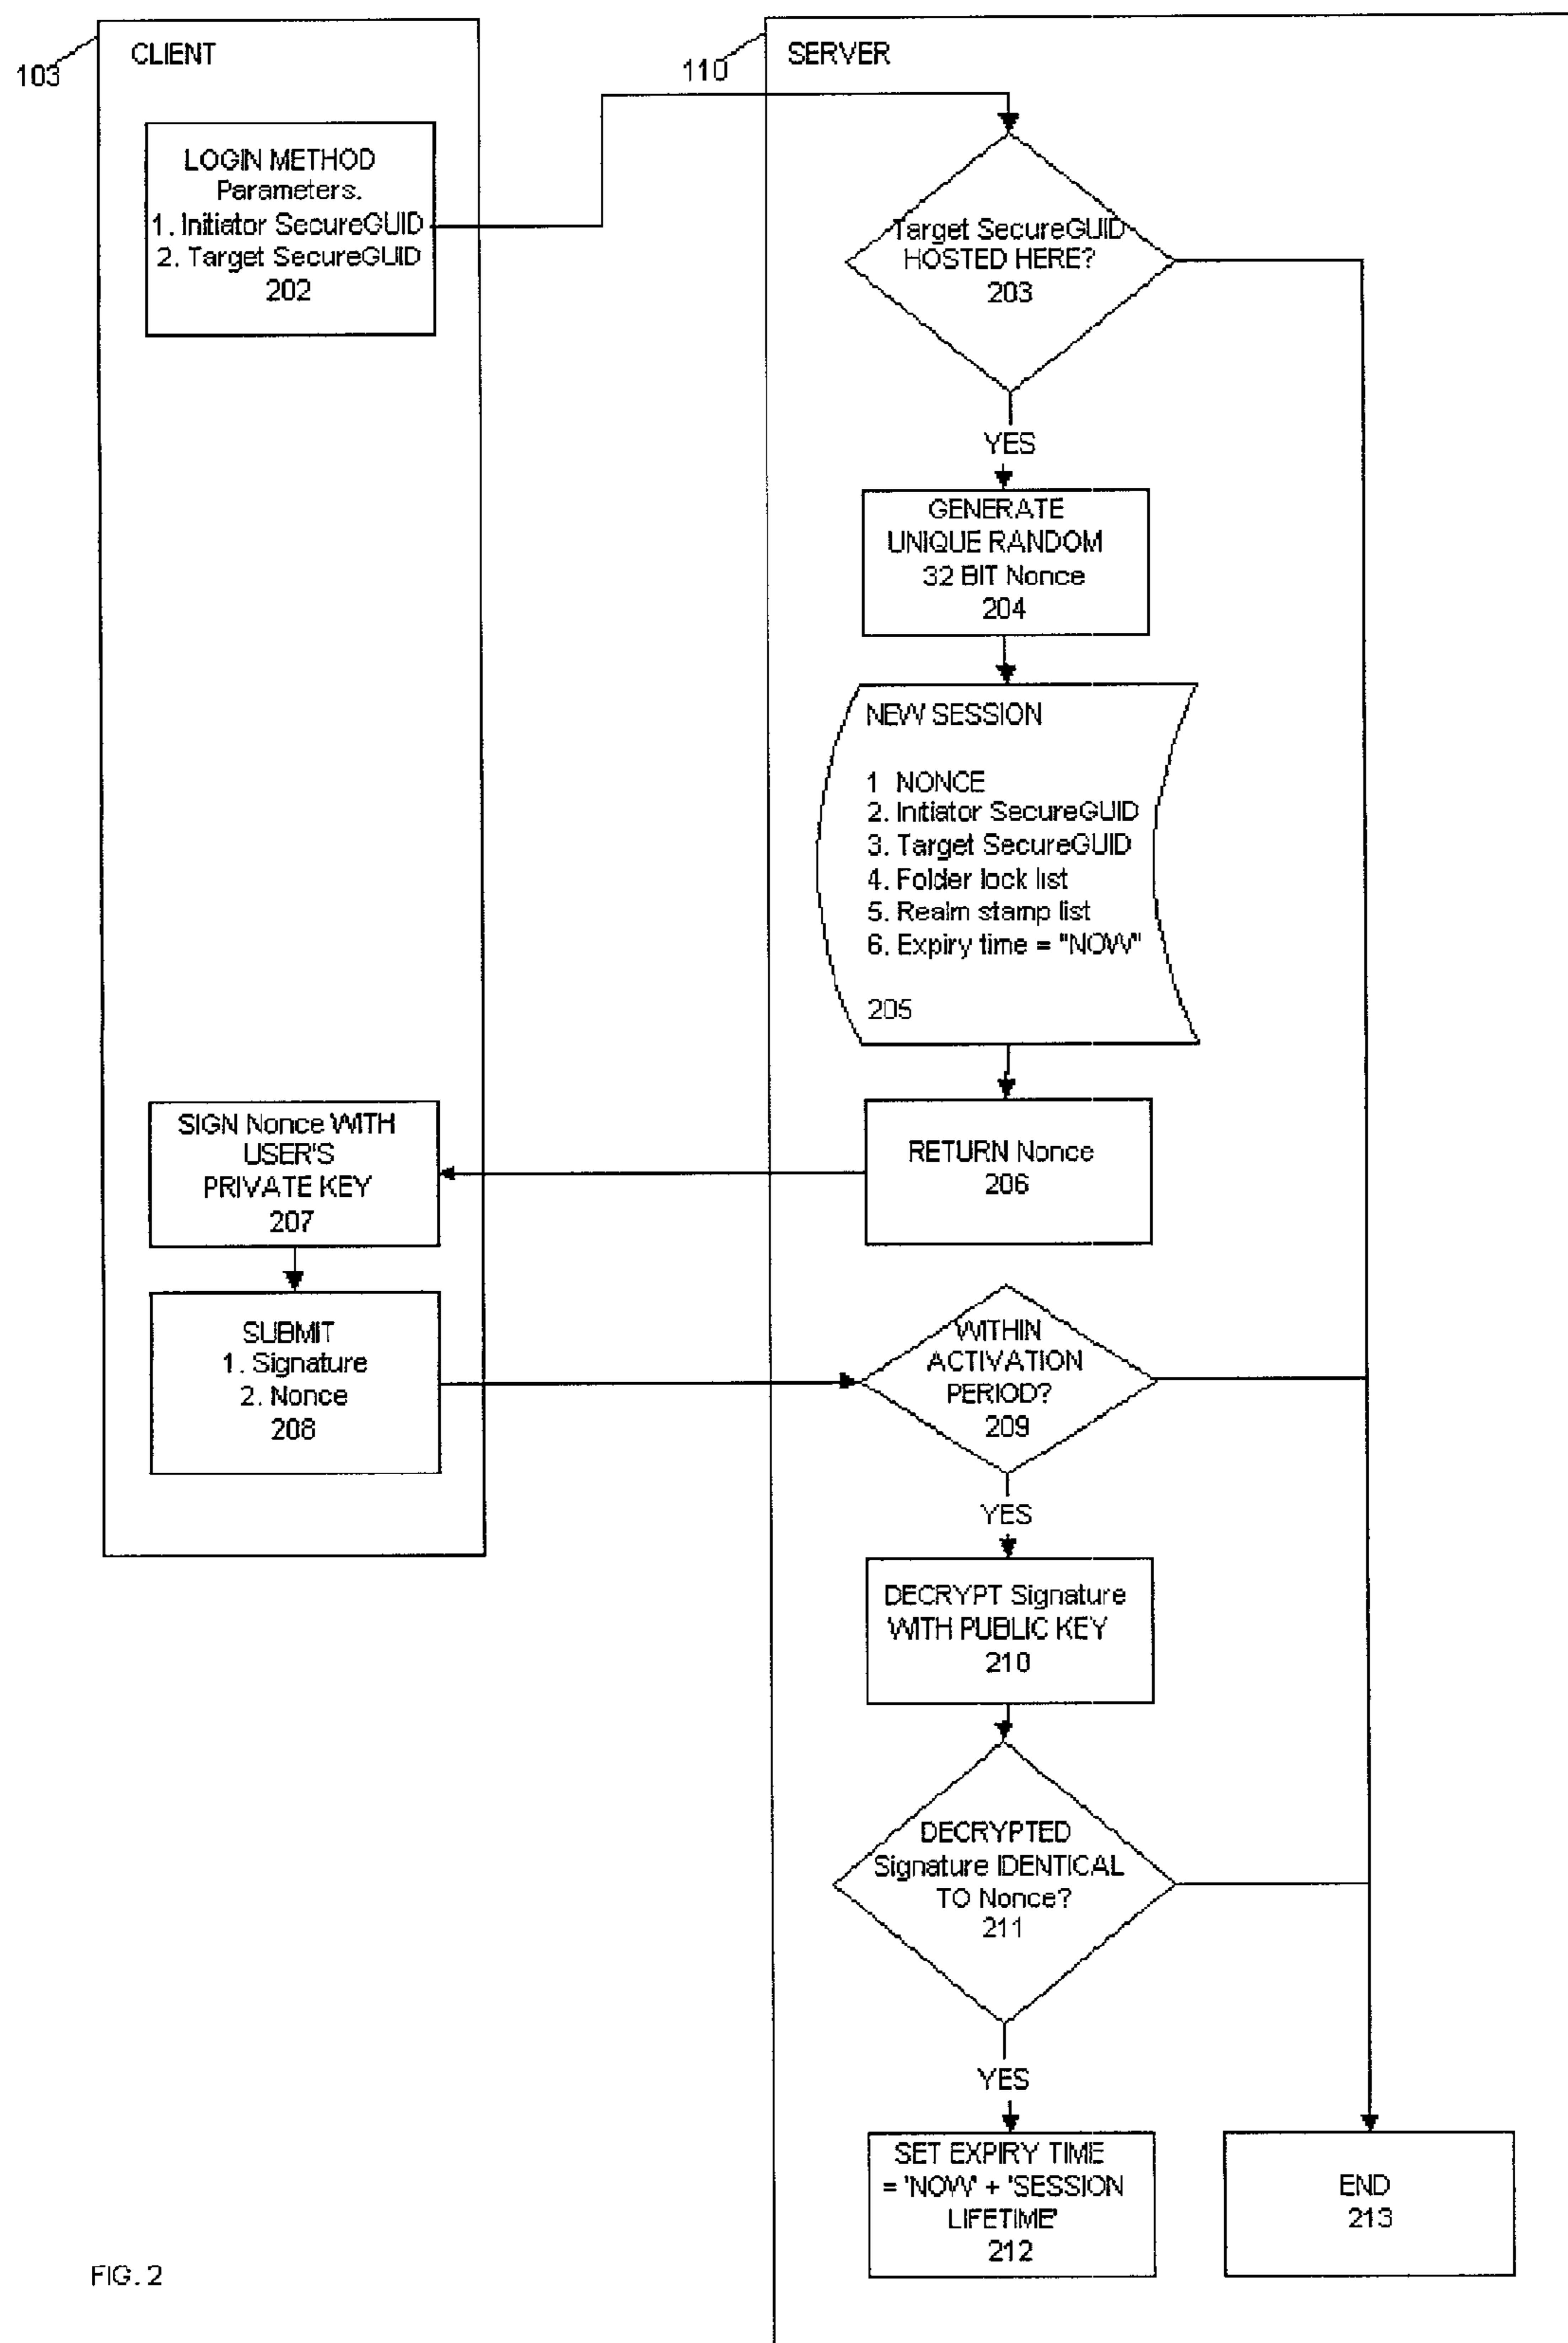 CLIENT
103
LOGIN METHOD
Parameters.
1. Initiator SecureGUID
2. Target SecureGUID
202
SERVER
110
Target SecureGUID
HOSTED HERE?
203
YES
GENERATE
UNIQUE RANDOM
32 BIT Nonce
204
NEW SESSION
1 NONCE
2. Initiator SecureGUID
3. Target SecureGUID
4. Folder lock list
5. Realm stamp list
6. Expiry time = "NOW"
205
RETURN Nonce
206
SIGN Nonce WITH
USER'S
PRIVATE KEY
207
SUBMIT
1. Signature
2. Nonce
208
WITHIN
ACTIVATION
PERIOD?
209
YES
DECRYPT Signature
WITH PUBLIC KEY
210
DECRYPTED
Signature IDENTICAL
TO Nonce?
211
YES
SET EXPIRY TIME
= 'NOW' + 'SESSION
LIFETIME'
212
END
213
FIG. 2